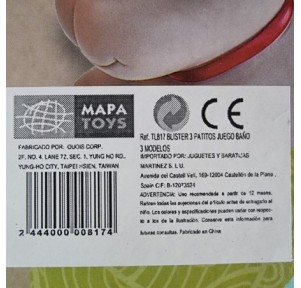 MAPA
TOYS
CE
Ref. TLB17 BLISTER 3 PATITOS JUEGO BAÑO
3 MODELOS
FABRICADO POR: QUOIS CORP.
2F. NO. 4, LANE 72, SEC. 1, YUNG HO RD.,
YUNG-HO CITY, TAIPEI HSIEN, TAIWAN
IMPORTADO POR: JUGUETES Y BARATIJAS
MARTINEZ S. L U.
Avenida del Castell Vell, 169-12004 Castellón de la Plana,
Spain C/F: B-12073524
ADVERTENCIA: Uso recomendado a partir de 12 meses.
Retiren todas las sujeciones del artículo antes de entregarlo al
niño. Los colores y especificaciones pueden variar con respecto
a los de la ilustración. Conserve esta información para
futuras consultas. Fabricado en China
2 444000 008174